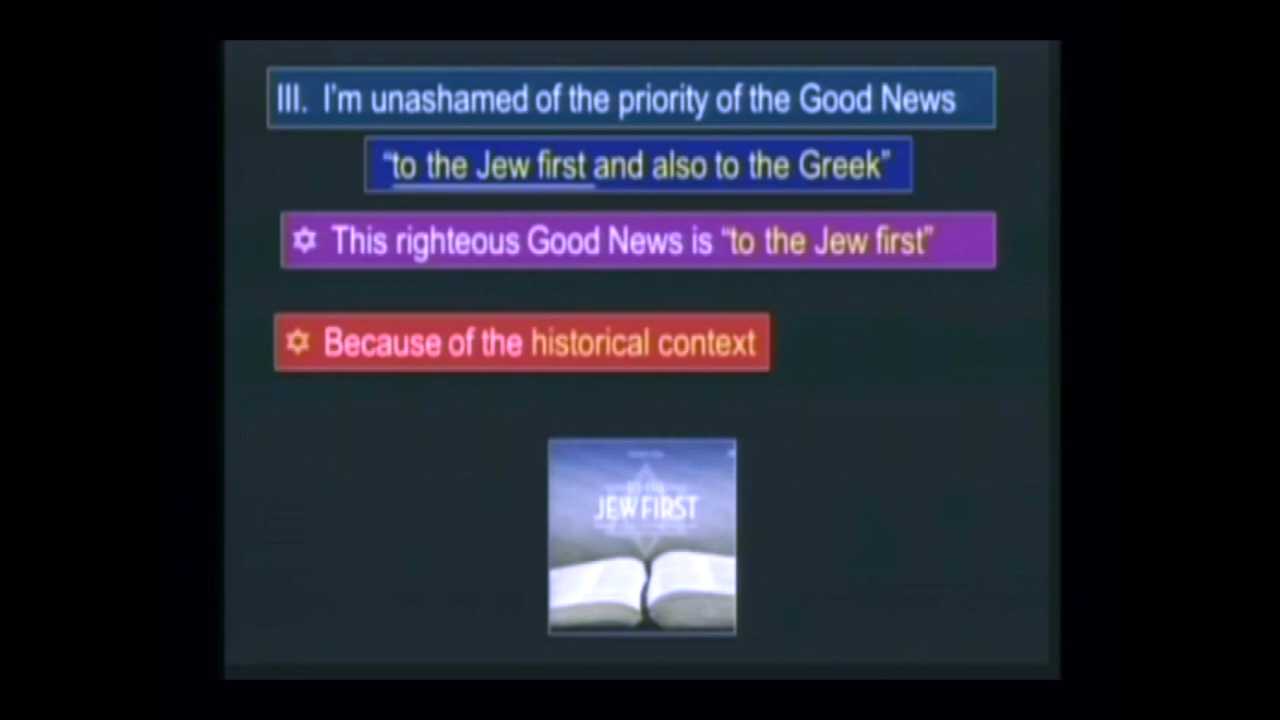 III. I'm unashamed of the priority of the Good News
“to the Jew first and also to the Greek”
✡ This righteous Good News is “to the Jew first”
✡ Because of the historical context
JEW FIRST